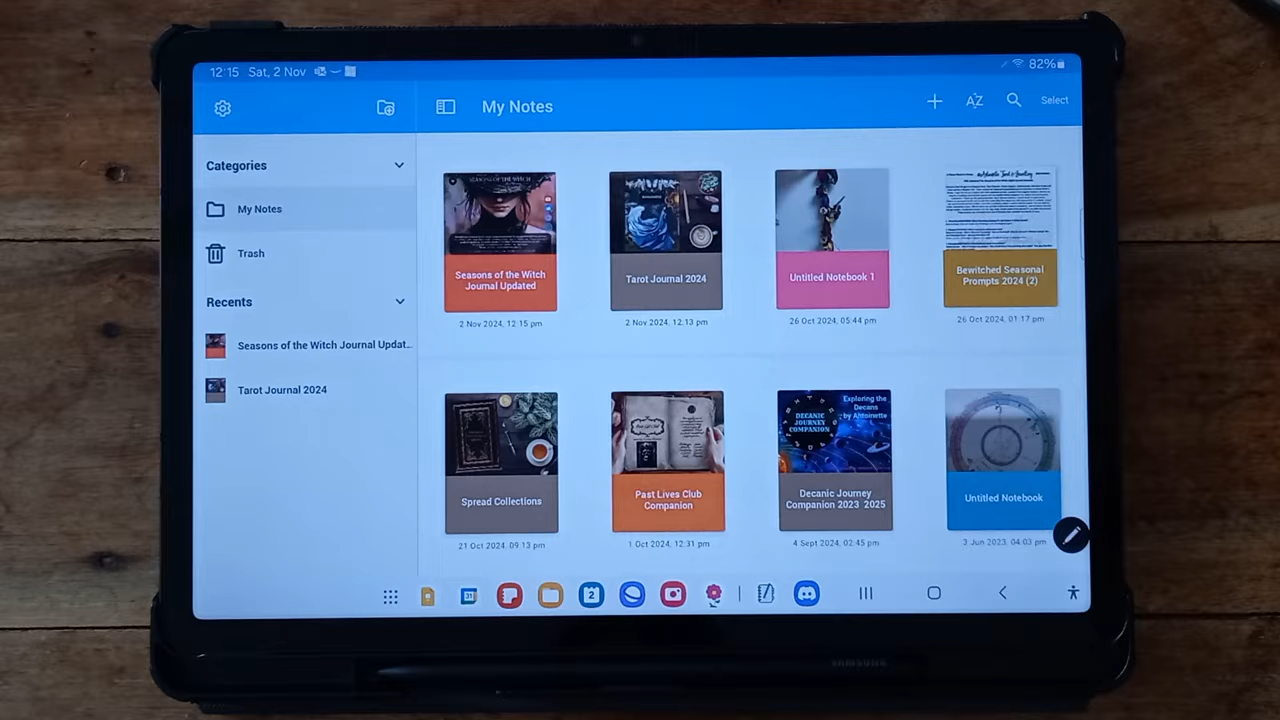 12:15 Sat, 2 Nov
82%
My Notes
Select
Categories
My Notes
Trash
Recents
Seasons of the Witch Journal Updat...
Tarot Journal 2024
Seasons of the Witch
Journal Updated
2 Nov 2024, 12:15 pm
Tarot Journal 2024
2 Nov 2024, 12:13 pm
Untitled Notebook 1
26 Oct 2024, 05:44 pm
Bewitched Seasonal
Prompts 2024 (2)
26 Oct 2024, 01:17 pm
Spread Collections
21 Oct 2024, 09:13 pm
Past Lives Club
Companion
1 Oct 2024, 12:31 pm
DECANIC
JOURNEY
COMPANION
Exploring the
Decans
by Antoinette
Decanic Journey
Companion 2023 2025
4 Sept 2024, 02:45 pm
Untitled Notebook
3 Jun 2023, 04:03 pm
31
2
SAMSUNG